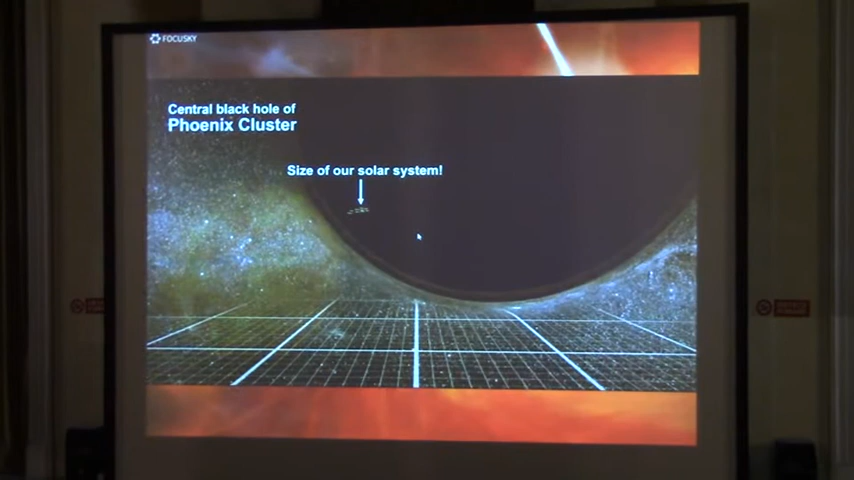 FOCUSKY
Central black hole of
Phoenix Cluster
Size of our solar system!